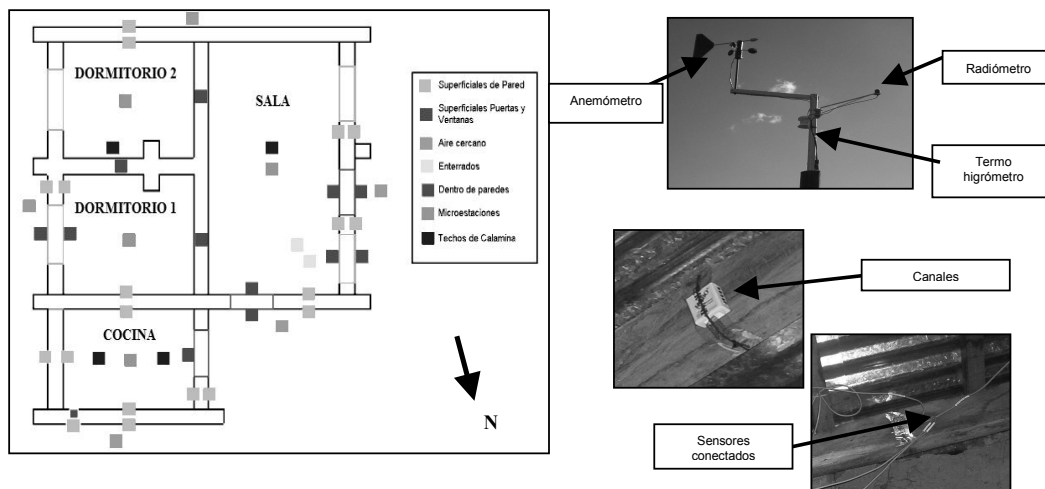 DORMITORIO 2
SALA
DORMITORIO 1
COCINA
N
Superficiales de Pared
Superficiales Puertas y
Ventanas
Aire cercano
Enterrados
Dentro de paredes
Microestaciones
Techos de Calamina
Anemómetro
Radiómetro
Termo
higrómetro
Canales
Sensores
conectados